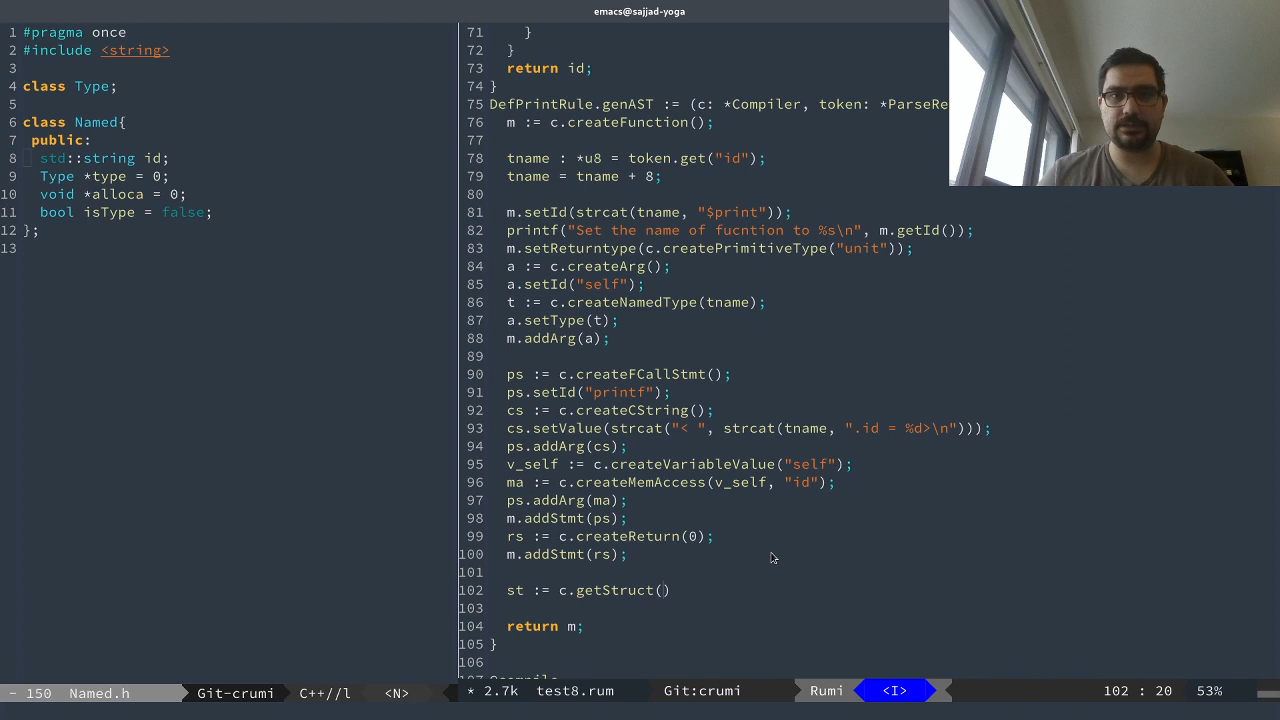 emacs@sajjad-yoga
1 #pragma once
2 #include <string>
3
4 class Type;
5
6 class Named{
7 public:
8 std::string id;
9 Type *type = 0;
10 void *alloca = 0;
11 bool isType = false;
12 };
13
- 150 Named.h Git-crumi C++//l <N>
71 }
72 }
73 return id;
74 }
75 DefPrintRule.genAST := (c: *Compiler, token: *ParseRe
76 m := c.createFunction();
77
78 tname : *u8 = token.get("id");
79 tname = tname + 8;
80
81 m.setId(strcat(tname, "$print"));
82 printf("Set the name of fucntion to %s\n", m.getId());
83 m.setReturntype(c.createPrimitiveType("unit"));
84 a := c.createArg();
85 a.setId("self");
86 t := c.createNamedType(tname);
87 a.setType(t);
88 m.addArg(a);
89
90 ps := c.createFCallStmt();
91 ps.setId("printf");
92 cs := c.createCString();
93 cs.setValue(strcat("< ", strcat(tname, ".id = %d>\n")));
94 ps.addArg(cs);
95 v_self := c.createVariableValue("self");
96 ma := c.createMemAccess(v_self, "id");
97 ps.addArg(ma);
98 m.addStmt(ps);
99 rs := c.createReturn(0);
100 m.addStmt(rs);
101
102 st := c.getStruct()
103
104 return m;
105 }
106
* 2.7k test8.rum Git:crumi Rumi <I> 102 : 20 53%